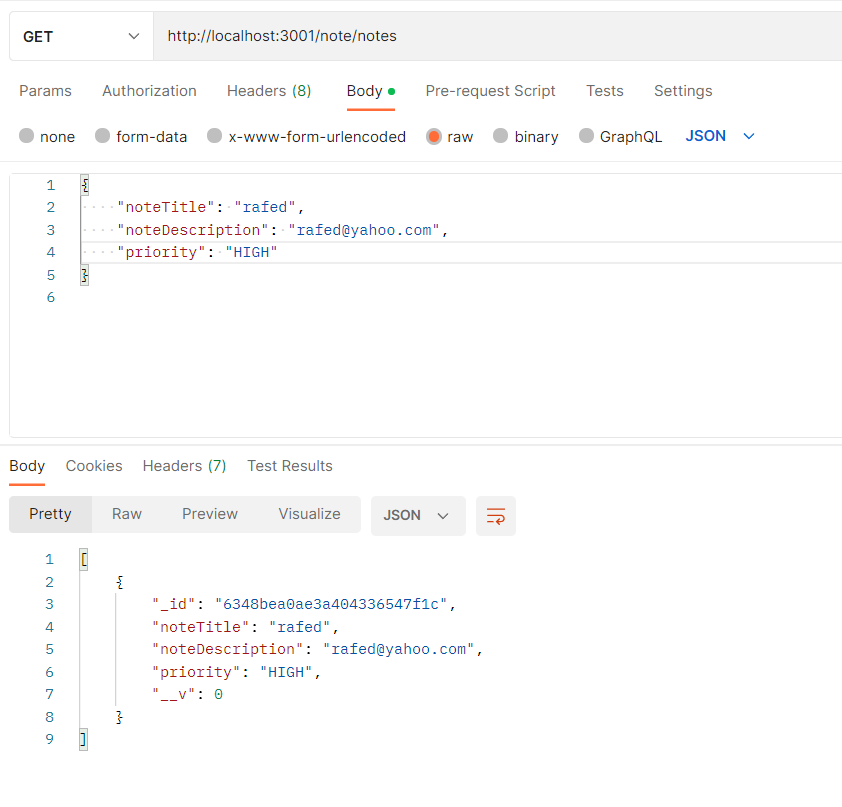 GET http://localhost:3001/note/notes
Params Authorization Headers (8) Body Pre-request Script Tests Settings
none form-data x-www-form-urlencoded raw binary GraphQL JSON
1 {
2 ····"noteTitle":·"rafed",
3 ····"noteDescription":·"rafed@yahoo.com",
4 ····"priority":·"HIGH"
5 }
6
Body Cookies Headers (7) Test Results
Pretty Raw Preview Visualize JSON
1 [
2     {
3         "_id": "6348bea0ae3a404336547f1c",
4         "noteTitle": "rafed",
5         "noteDescription": "rafed@yahoo.com",
6         "priority": "HIGH",
7         "__v": 0
8     }
9 ]